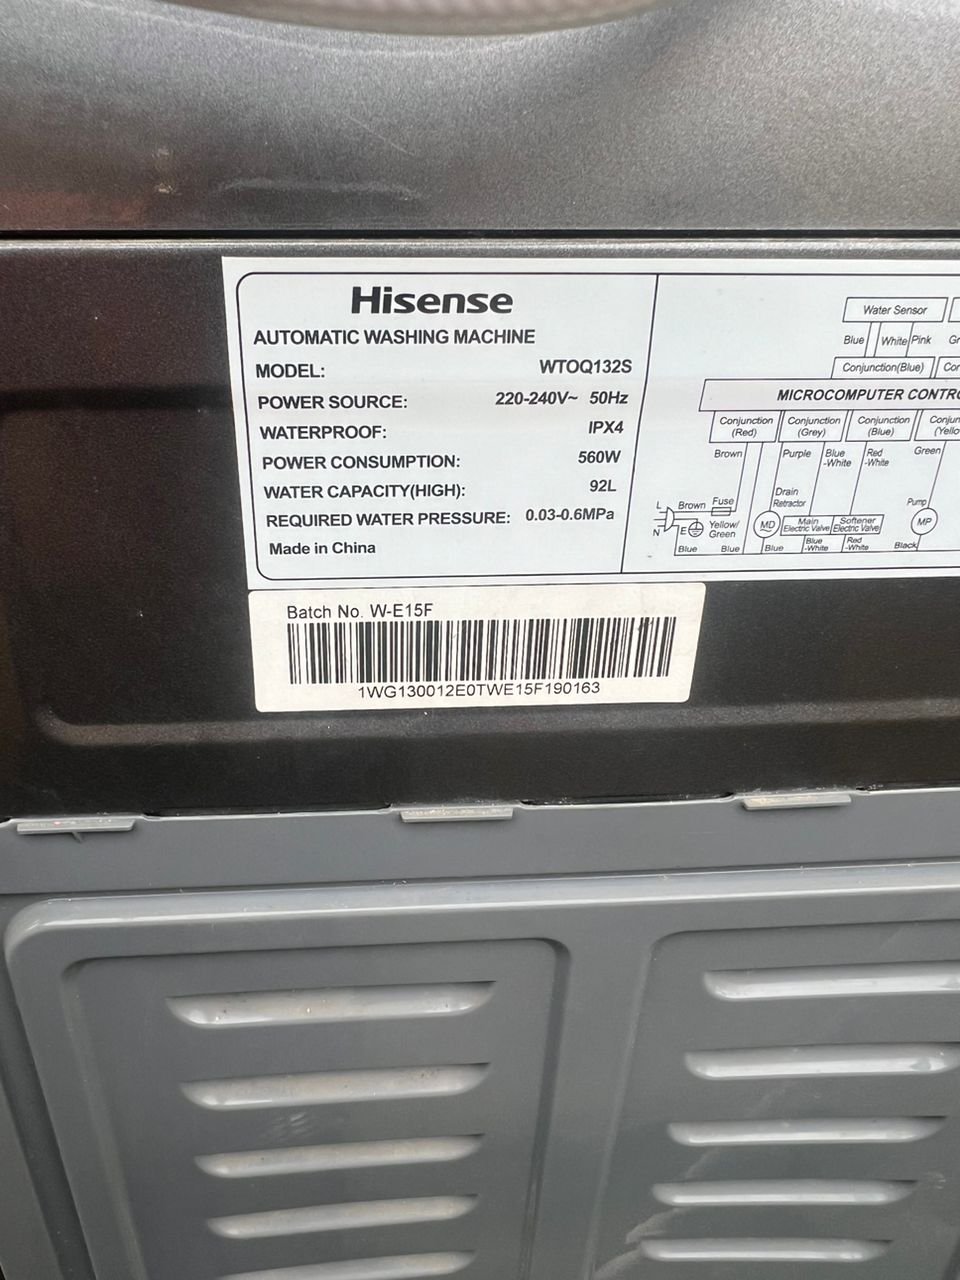 Hisense
AUTOMATIC WASHING MACHINE
MODEL: WTOQ132S
POWER SOURCE: 220-240V~ 50Hz
WATERPROOF: IPX4
POWER CONSUMPTION: 560W
WATER CAPACITY(HIGH): 92L
REQUIRED WATER PRESSURE: 0.03-0.6MPa
Made in China
Water Sensor
Blue White Pink
Conjunction(Blue)
MICROCOMPUTER
Conjunction (Red)
Conjunction (Grey)
Conjunction (Blue)
Brown Purple Blue -White Red -White Green
Drain Retractor
L Brown Fuse
N E Yellow/ Green
MD
Main Electric Valve
Softener Electric Valve
Pump
MP
Blue Blue Blue Blue -White Red -White Black
Batch No. W-E15F
1WG130012E0TWE15F190163